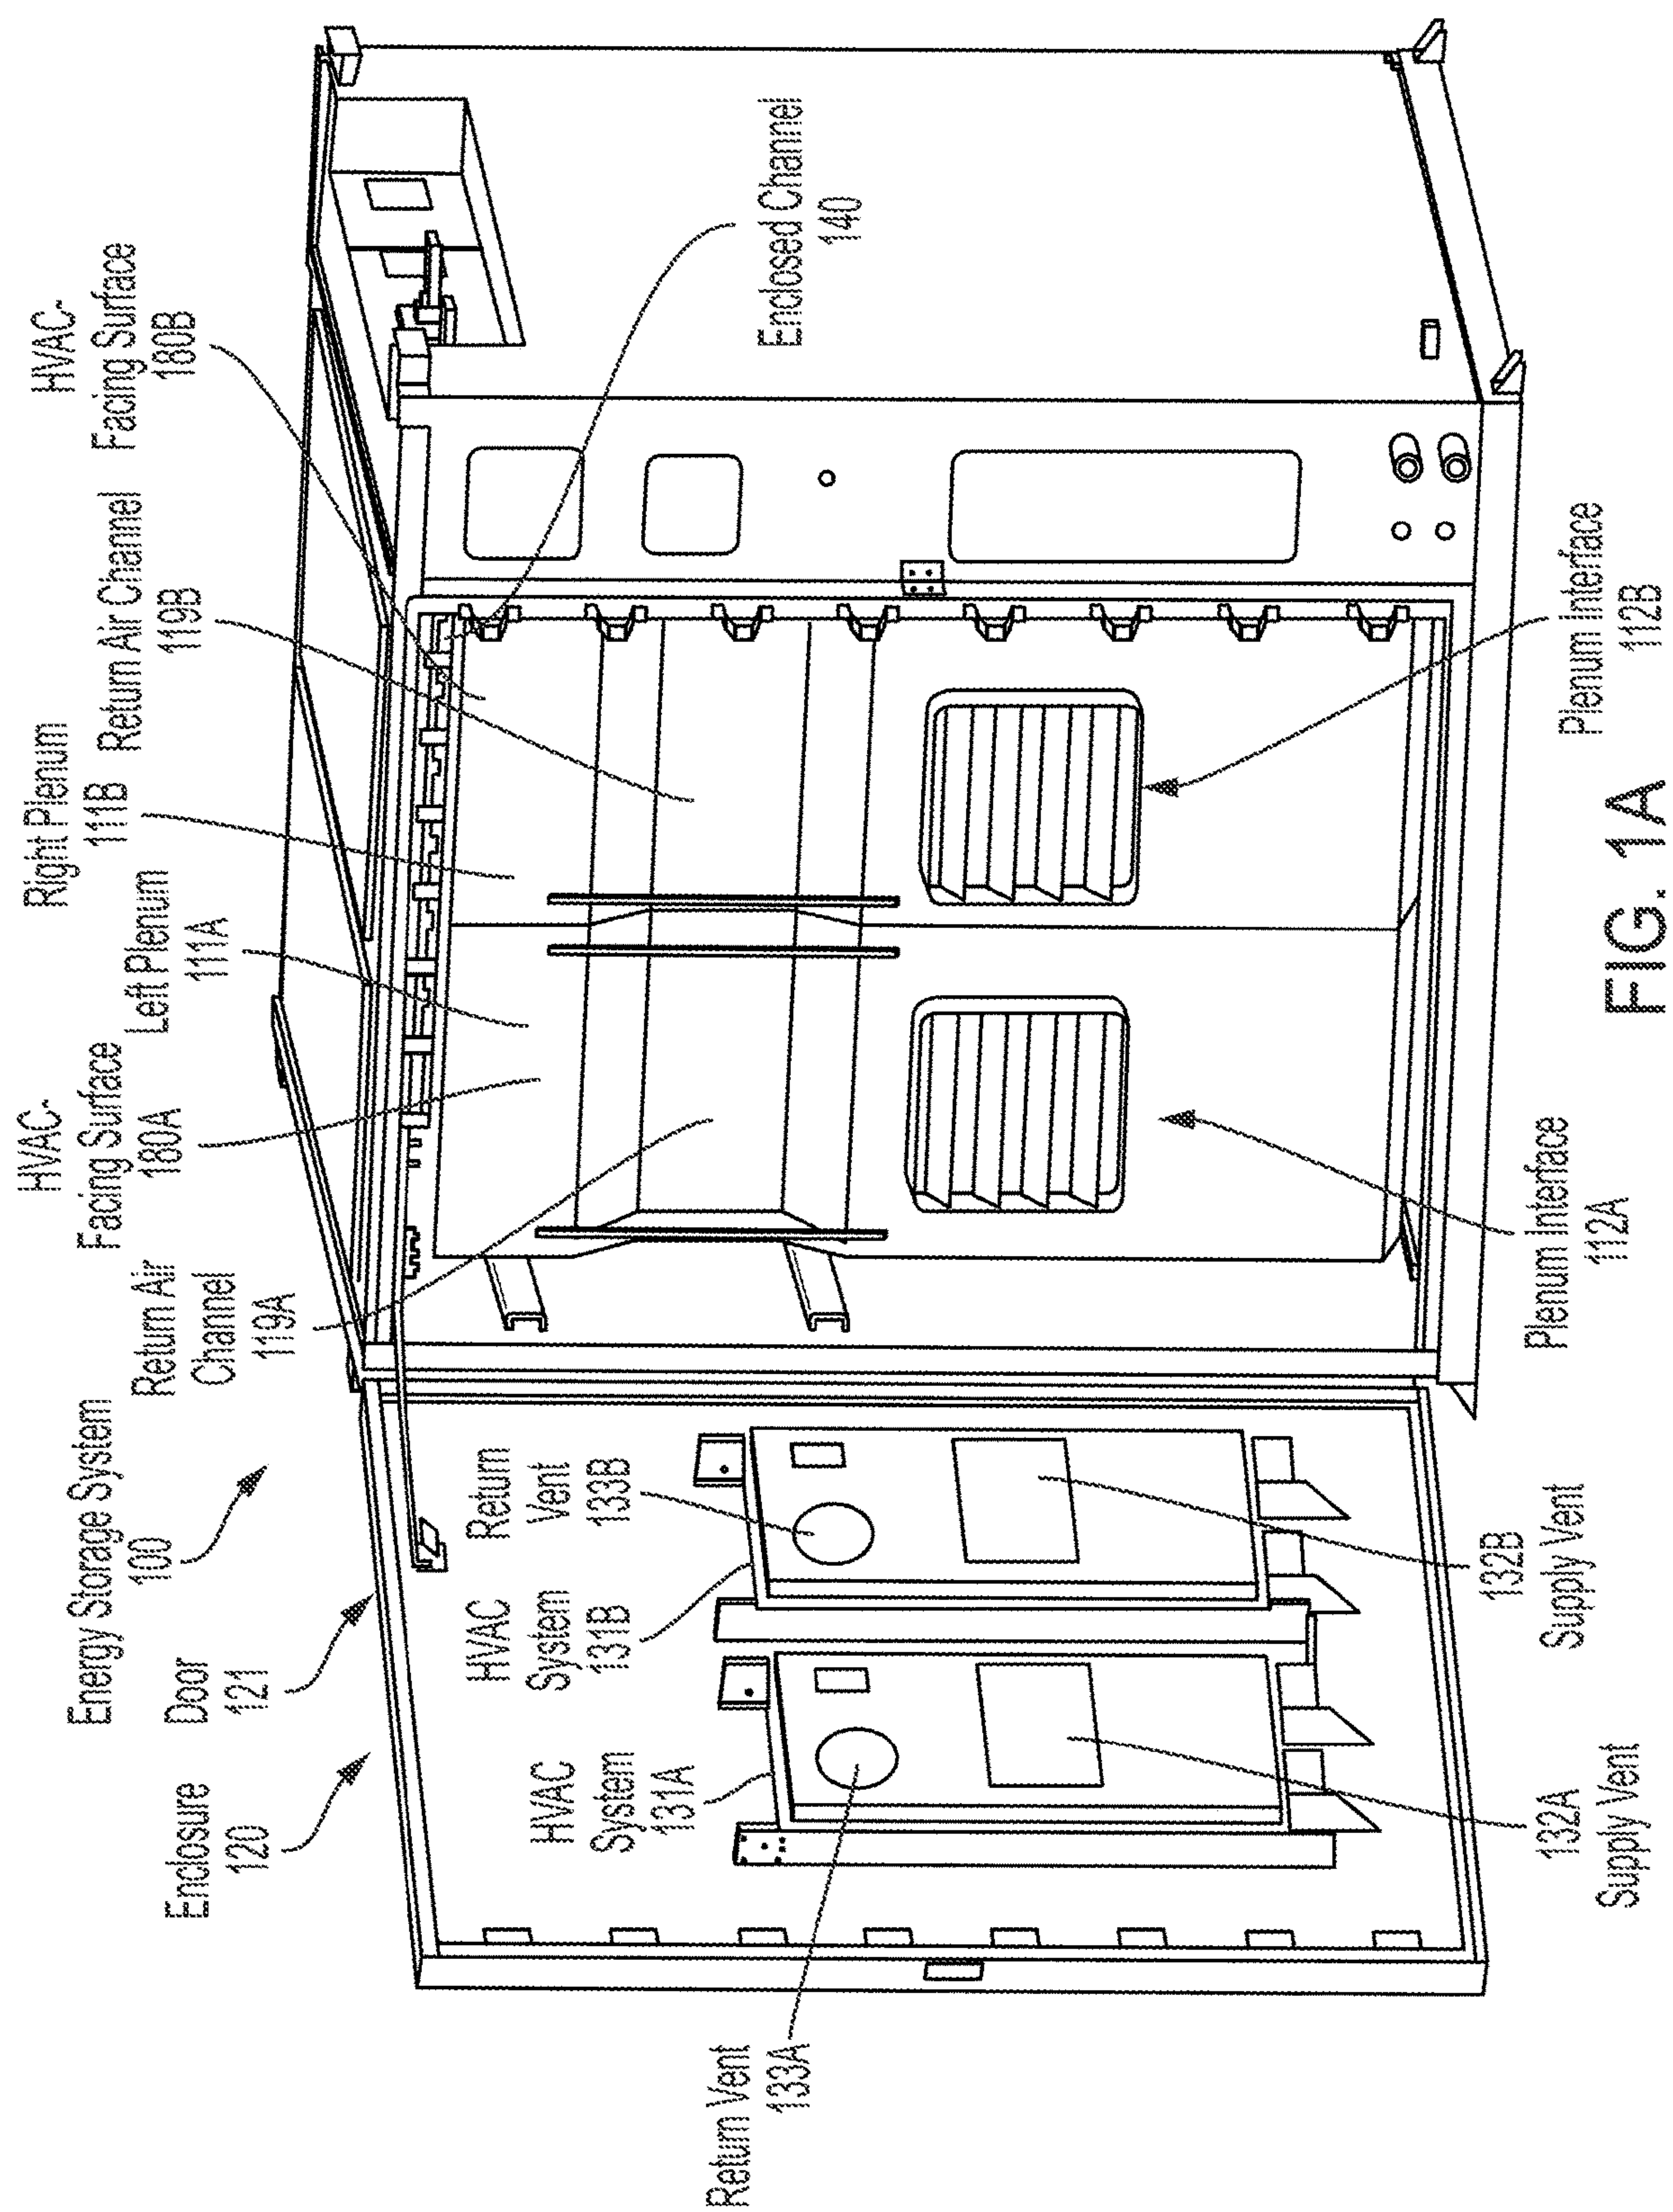 HVAC-
Facing Surface
180B
Return Air Channel
119B
Right Plenum
111B
Left Plenum
111A
HVAC-
Facing Surface
180A
Return Air
Channel
119A
Energy Storage System
100
Door
121
Enclosure
120
Enclosed Channel
140
Return
Vent
133B
HVAC
System
131B
HVAC
System
131A
Return Vent
133A
132A
Supply Vent
132B
Supply Vent
Plenum Interface
112A
Plenum Interface
112B
FIG. 1A